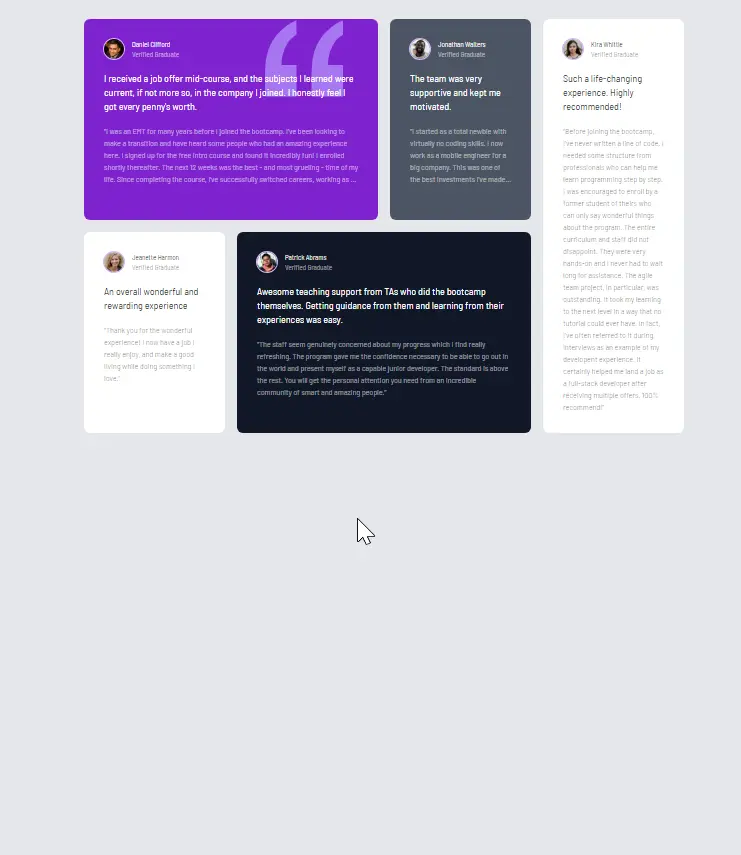 Daniel Clifford
Verified Graduate
I received a job offer mid-course, and the subjects I learned were
current, if not more so, in the company I joined. I honestly feel I
got every penny's worth.
"I was an EMT for many years before I joined the bootcamp. I've been looking to
make a transition and have heard some people who had an amazing experience
here. I signed up for the free intro course and found it incredibly fun! I enrolled
shortly thereafter. The next 12 weeks was the best - and most grueling - time of my
life. Since completing the course, I've successfully switched careers, working as ...
Jonathan Walters
Verified Graduate
The team was very
supportive and kept me
motivated.
"I started as a total newbie with
virtually no coding skills. I now
work as a mobile engineer for a
big company. This was one of
the best investments I've made...
Kira Whittle
Verified Graduate
Such a life-changing
experience. Highly
recommended!
"Before joining the bootcamp,
I've never written a line of code. I
needed some structure from
professionals who can help me
learn programming step by step.
I was encouraged to enroll by a
former student of theirs who
can only say wonderful things
about the program. The entire
curriculum and staff did not
disappoint. They were very
hands-on and I never had to wait
long for assistance. The agile
team project, in particular, was
outstanding. It took my learning
to the next level in a way that no
tutorial could ever have. In fact,
I've often referred to it during
interviews as an example of my
developent experience. It
certainly helped me land a job as
a full-stack developer after
receiving multiple offers. 100%
recommend!"
Jeanette Harmon
Verified Graduate
An overall wonderful and
rewarding experience
"Thank you for the wonderful
experience! I now have a job I
really enjoy, and make a good
living while doing something I
love."
Patrick Abrams
Verified Graduate
Awesome teaching support from TAs who did the bootcamp
themselves. Getting guidance from them and learning from their
experiences was easy.
"The staff seem genuinely concerned about my progress which I find really
refreshing. The program gave me the confidence necessary to be able to go out in
the world and present myself as a capable junior developer. The standard is above
the rest. You will get the personal attention you need from an incredible
community of smart and amazing people."